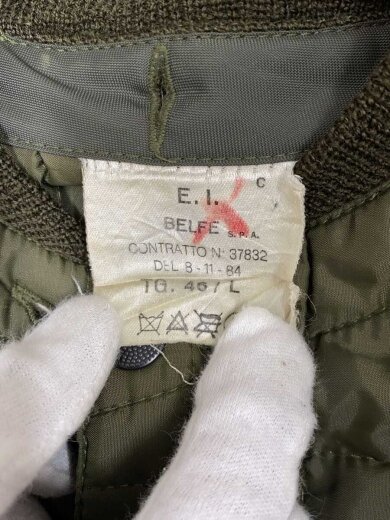 C
E. I.
BELFE S.P.A.
CONTRATTO N° 37832
DEL 8-11-84
TG. 46/L